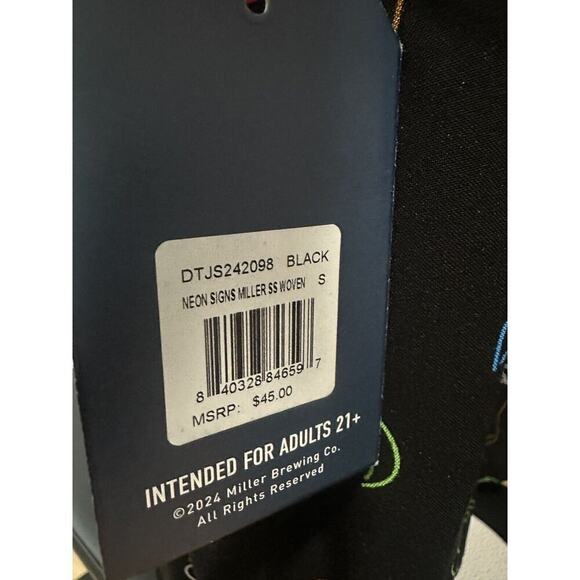 DTJS242098 BLACK
NEON SIGNS MILLER SS WOVEN S
8 40328 84659 7
MSRP: $45.00
INTENDED FOR ADULTS 21+
©2024 Miller Brewing Co.
All Rights Reserved